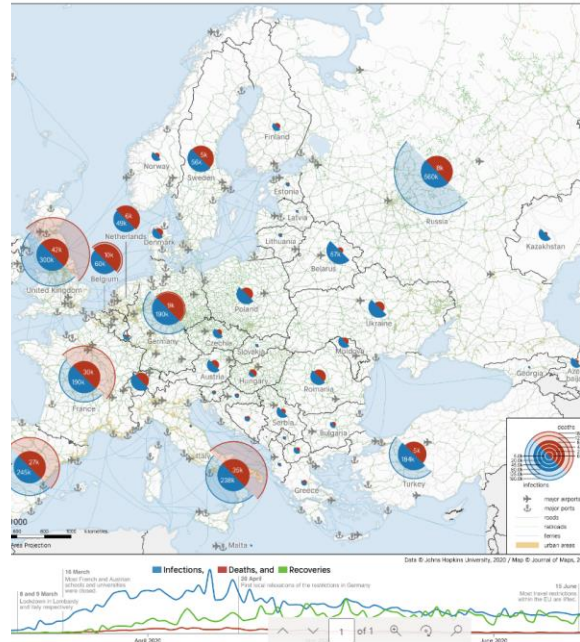 Finland
Norway
5k
56k
Sweden
8k
560k
Russia
Estonia
Latvia
Lithuania
6k
49k
Netherlands
Denmark
Kazakhstan
42k
300k
United Kingdom
10k
60k
Belgium
57k
Belarus
9k
190k
Germany
Poland
Ukraine
Czechie
Slovakia
Moldova
30k
190k
France
Austria
Hungary
Romania
Georgia
Serbia
Bulgaria
27k
245k
Italy
35k
238k
5k
184k
Turkey
Greece
Malta
deaths
infections
major airports
major ports
roads
railroads
ferries
urban areas
Area Projection
Data © Johns Hopkins University, 2020 / Map © Journal of Maps, 2
Infections, Deaths, and Recoveries
16 March
Most French and Austrian
schools and universities
were closed.
8 and 9 March
Lockdown in Lombardy
and Italy respectively
20 April
First local relaxations of the restrictions in Germany
15 June
Most travel restrictions
within the EU are lifted.
April 2020
1 of 1
June 2020